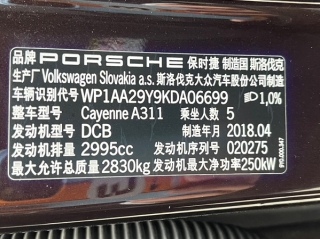 品牌 PORSCHE 保时捷 制造国 斯洛伐克
生产厂 Volkswagen Slovakia a.s. 斯洛伐克大众汽车股份公司制造
车辆识别代号 WP1AA29Y9KDA06699 1,0%
整车型号 Cayenne A311 乘坐人数 5
发动机型号 DCB 制造年月 2018.04
发动机排量 2995cc 发动机序列号 020275
最大允许总质量 2830kg 发动机最大净功率 250kW